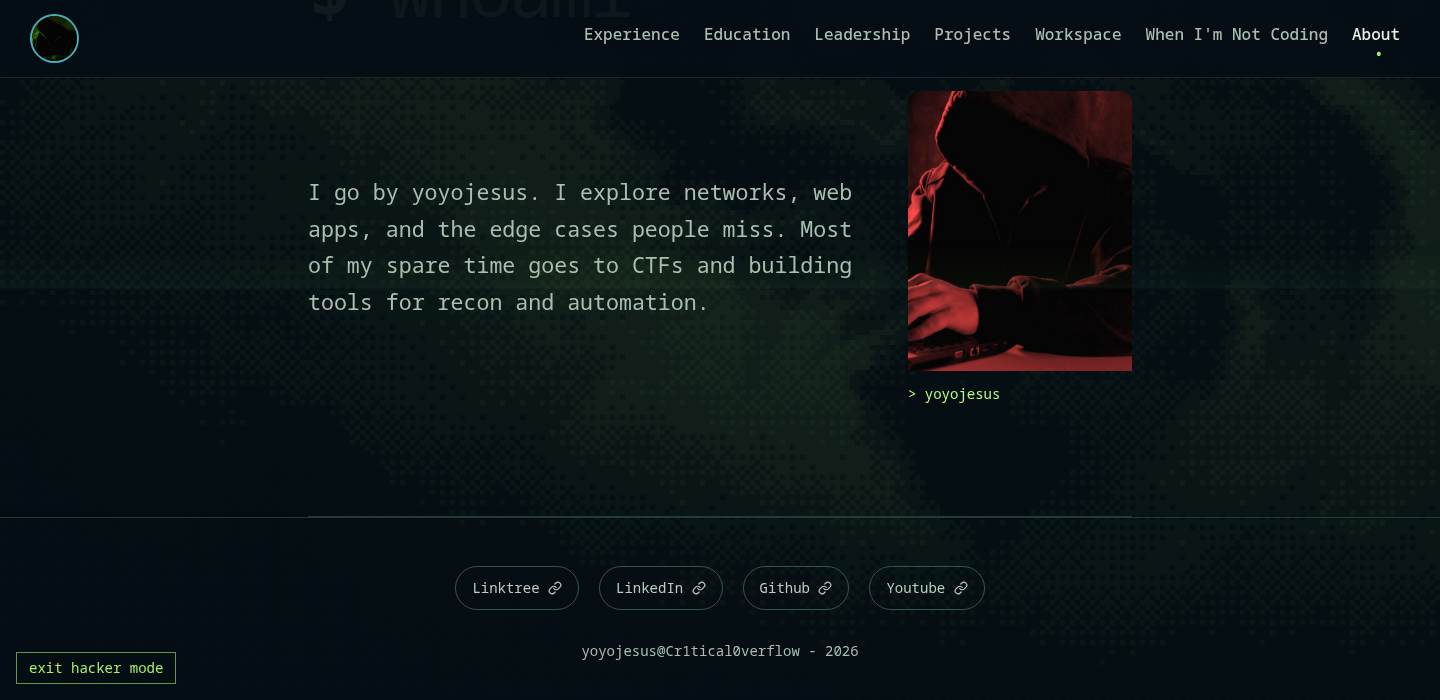 $ whoami
Experience Education Leadership Projects Workspace When I'm Not Coding About
I go by yoyojesus. I explore networks, web
apps, and the edge cases people miss. Most
of my spare time goes to CTFs and building
tools for recon and automation.
> yoyojesus
Linktree LinkedIn Github Youtube
yoyojesus@Cr1tical0verflow - 2026
exit hacker mode